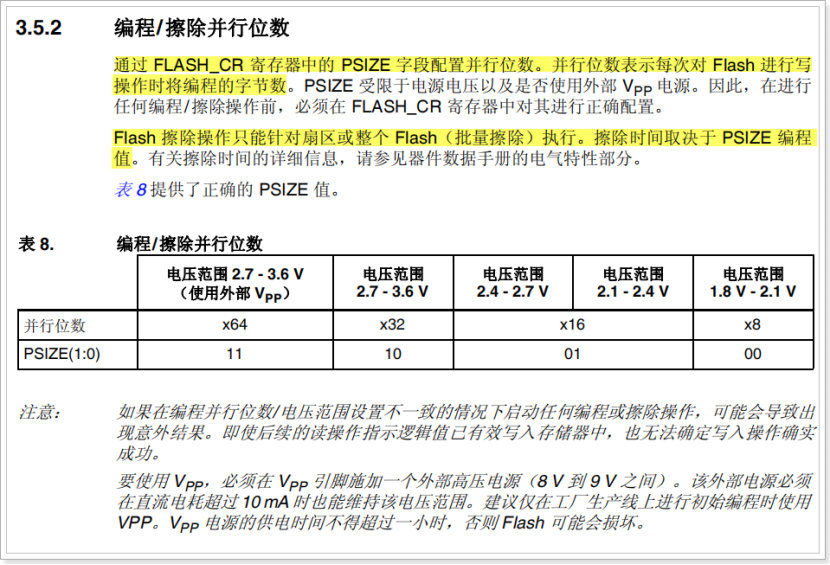 3.5.2 编程/擦除并行位数
通过 FLASH_CR 寄存器中的 PSIZE 字段配置并行位数。并行位数表示每次对 Flash 进行写
操作时将编程的字节数。PSIZE 受限于电源电压以及是否使用外部 VPP 电源。因此，在进行
任何编程/擦除操作前，必须在 FLASH_CR 寄存器中对其进行正确配置。
Flash 擦除操作只能针对扇区或整个 Flash（批量擦除）执行。擦除时间取决于 PSIZE 编程
值。有关擦除时间的详细信息，请参见器件数据手册的电气特性部分。
表 8 提供了正确的 PSIZE 值。
表 8. 编程/擦除并行位数
电压范围 2.7 - 3.6 V
（使用外部 VPP）
电压范围
2.7 - 3.6 V
电压范围
2.4 - 2.7 V
电压范围
2.1 - 2.4 V
电压范围
1.8 V - 2.1 V
并行位数 x64 x32 x16 x8
PSIZE(1:0) 11 10 01 00
注意： 如果在编程并行位数/电压范围设置不一致的情况下启动任何编程或擦除操作，可能会导致出
现意外结果。即使后续的读操作指示逻辑值已有效写入存储器中，也无法确定写入操作确实
成功。
要使用 VPP，必须在 VPP 引脚施加一个外部高压电源（8 V 到 9 V 之间）。该外部电源必须
在直流电耗超过 10 mA 时也能维持该电压范围。建议仅在工厂生产线上进行初始编程时使用
VPP。VPP 电源的供电时间不得超过一小时，否则 Flash 可能会损坏。